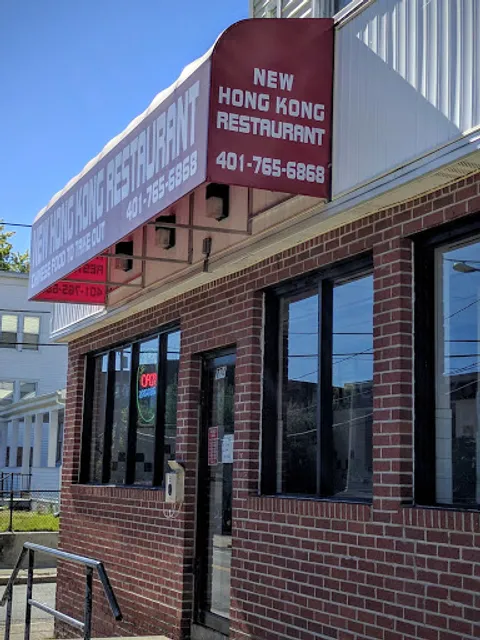 NEW
HONG KONG
RESTAURANT
401-765-6868
NEW HONG KONG RESTAURANT
CHINESE FOOD TO TAKE OUT 401-765-6868
OPEN